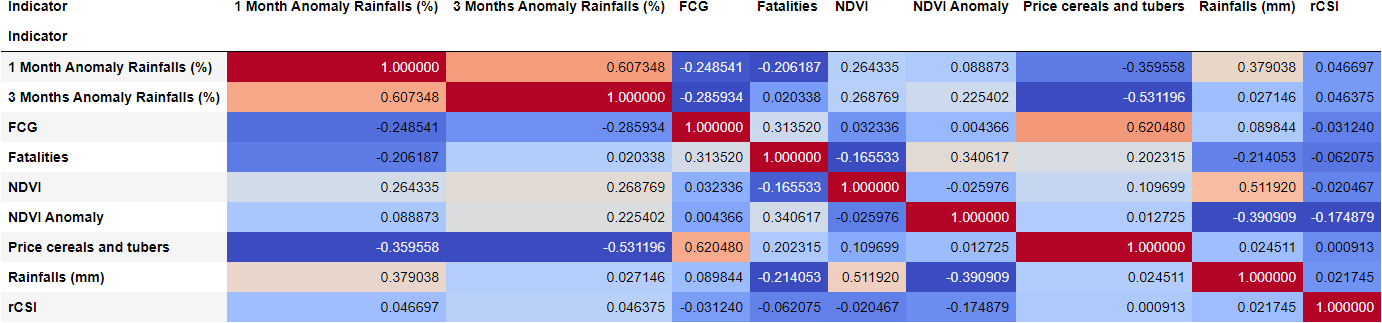 Indicator 1 Month Anomaly Rainfalls (%) 3 Months Anomaly Rainfalls (%) FCG Fatalities NDVI NDVI Anomaly Price cereals and tubers Rainfalls (mm) rCSI
Indicator
1 Month Anomaly Rainfalls (%) 1.000000 0.607348 -0.248541 -0.206187 0.264335 0.088873 -0.359558 0.379038 0.046697
3 Months Anomaly Rainfalls (%) 0.607348 1.000000 -0.285934 0.020338 0.268769 0.225402 -0.531196 0.027146 0.046375
FCG -0.248541 -0.285934 1.000000 0.313520 0.032336 0.004366 0.620480 0.089844 -0.031240
Fatalities -0.206187 0.020338 0.313520 1.000000 -0.165533 0.340617 0.202315 -0.214053 -0.062075
NDVI 0.264335 0.268769 0.032336 -0.165533 1.000000 -0.025976 0.109699 0.511920 -0.020467
NDVI Anomaly 0.088873 0.225402 0.004366 0.340617 -0.025976 1.000000 0.012725 -0.390909 -0.174879
Price cereals and tubers -0.359558 -0.531196 0.620480 0.202315 0.109699 0.012725 1.000000 0.024511 0.000913
Rainfalls (mm) 0.379038 0.027146 0.089844 -0.214053 0.511920 -0.390909 0.024511 1.000000 0.021745
rCSI 0.046697 0.046375 -0.031240 -0.062075 -0.020467 -0.174879 0.000913 0.021745 1.000000